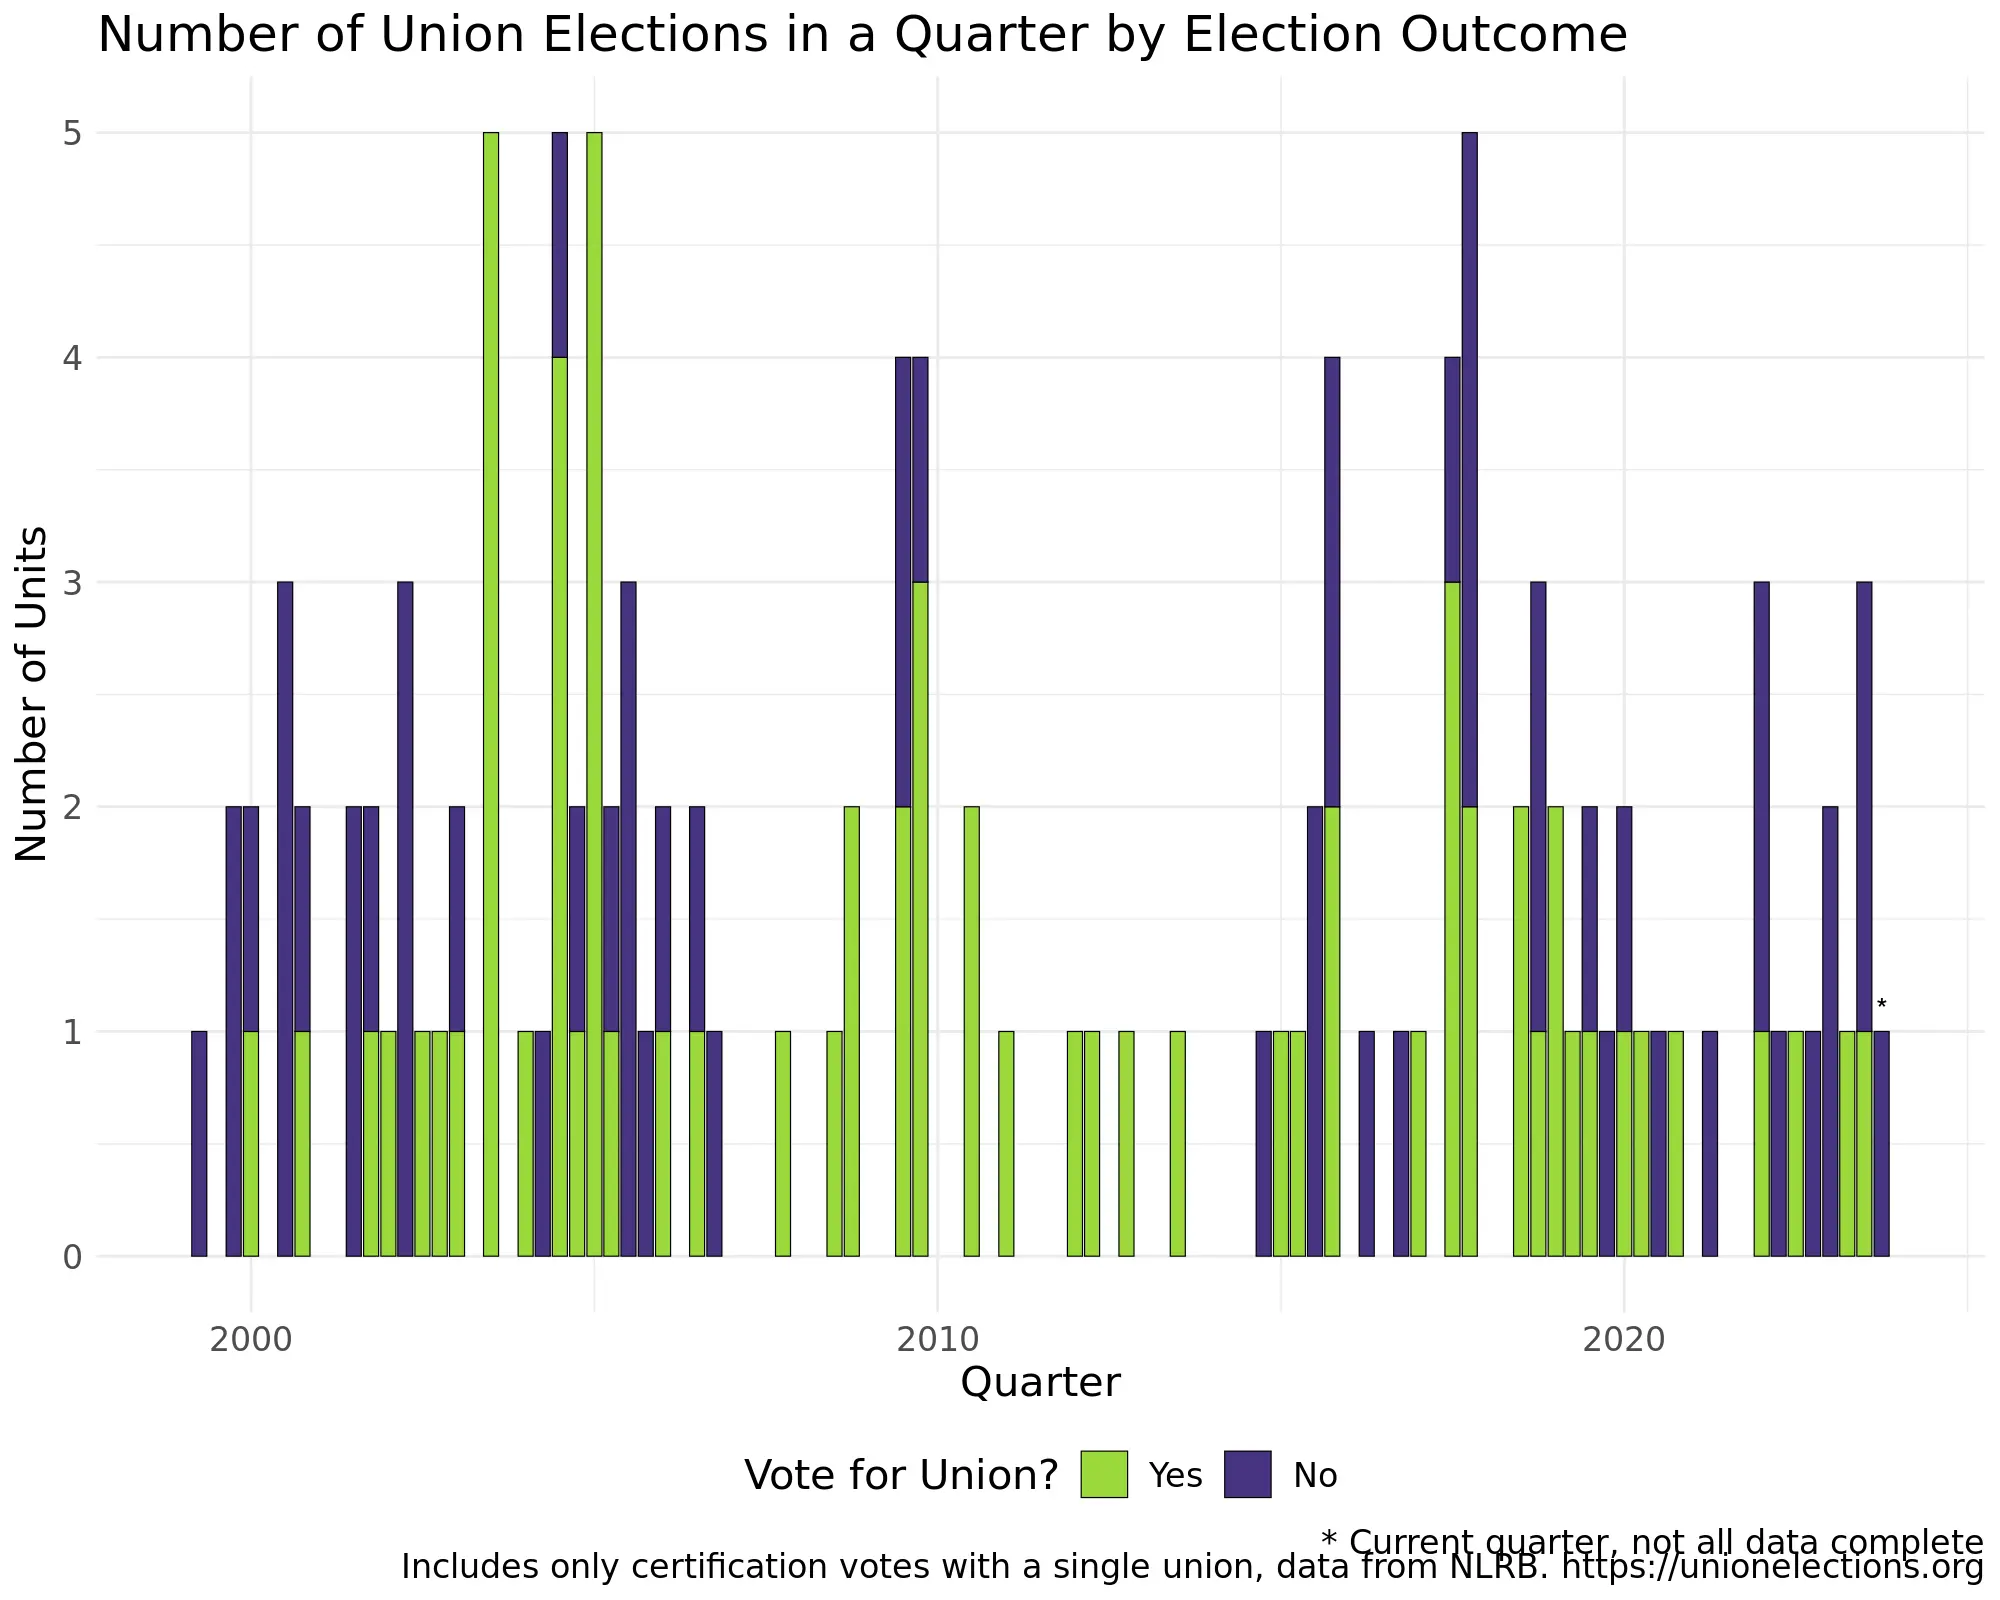 Number of Union Elections in a Quarter by Election Outcome
5
4
3
2
1
0
Number of Units
*
2000 2010 2020
Quarter
Vote for Union? Yes No
* Current quarter, not all data complete
Includes only certification votes with a single union, data from NLRB. https://unionelections.org